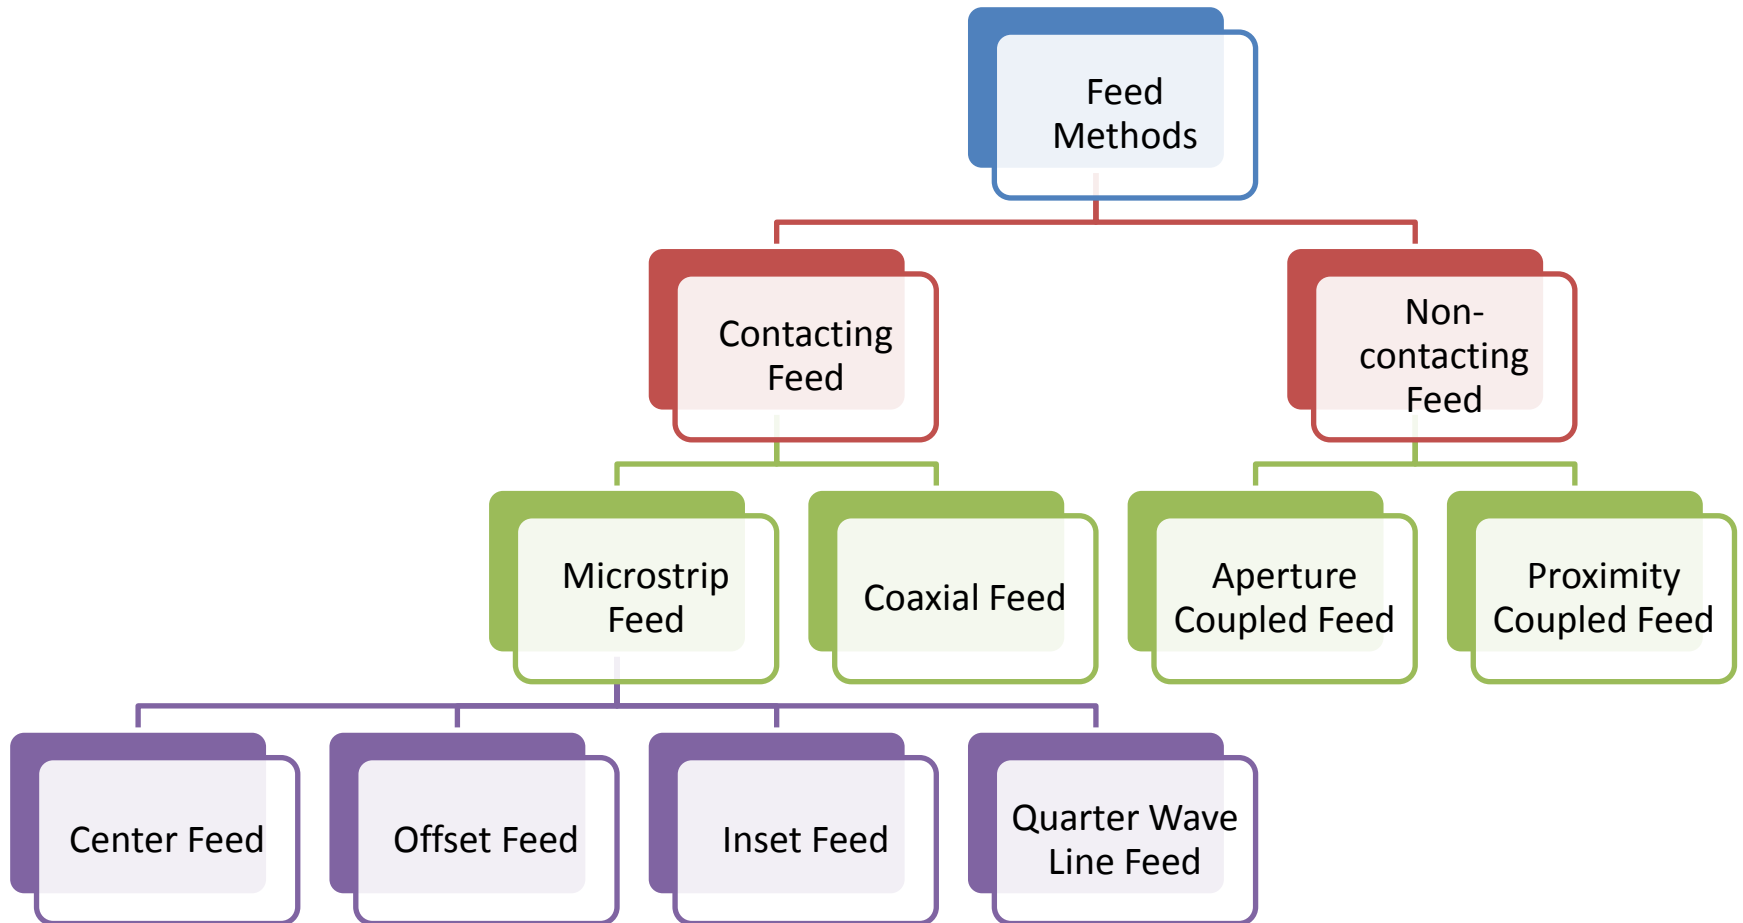 Feed
Methods
Contacting
Feed
Non-
contacting
Feed
Microstrip
Feed
Coaxial Feed
Aperture
Coupled Feed
Proximity
Coupled Feed
Center Feed
Offset Feed
Inset Feed
Quarter Wave
Line Feed